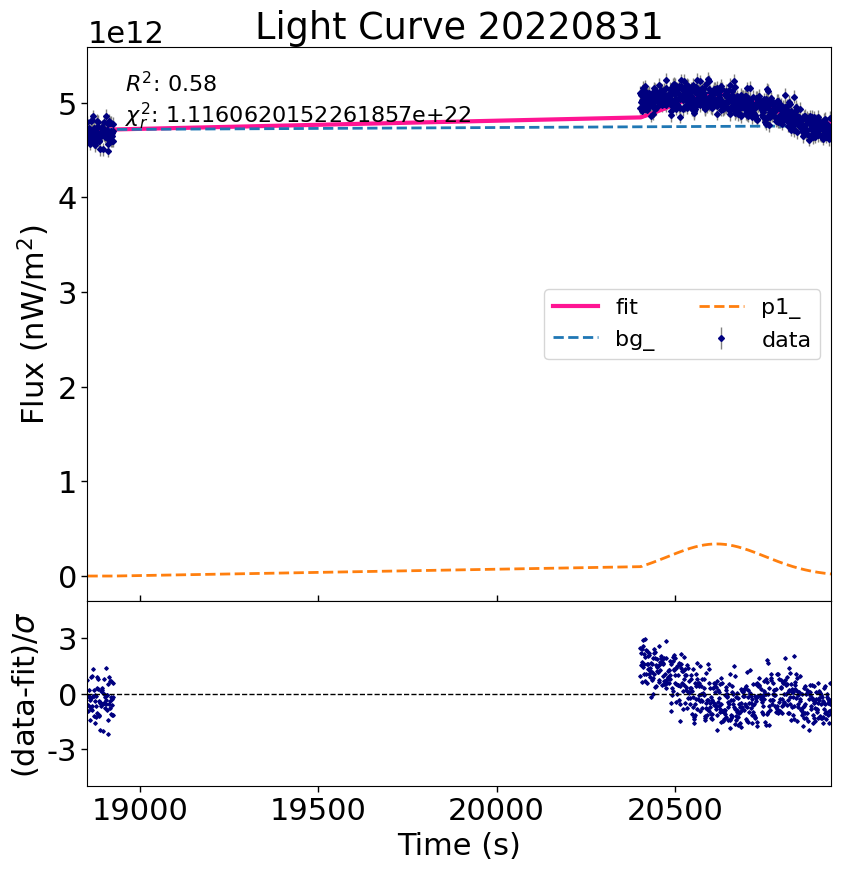 Light Curve 20220831
1e12
R²: 0.58
χ²ᵣ: 1.1160620152261857e+22
Flux (nW/m²)
5
4
3
2
1
0
fit
bg_
p1_
data
(data-fit)/σ
3
0
-3
19000 19500 20000 20500
Time (s)